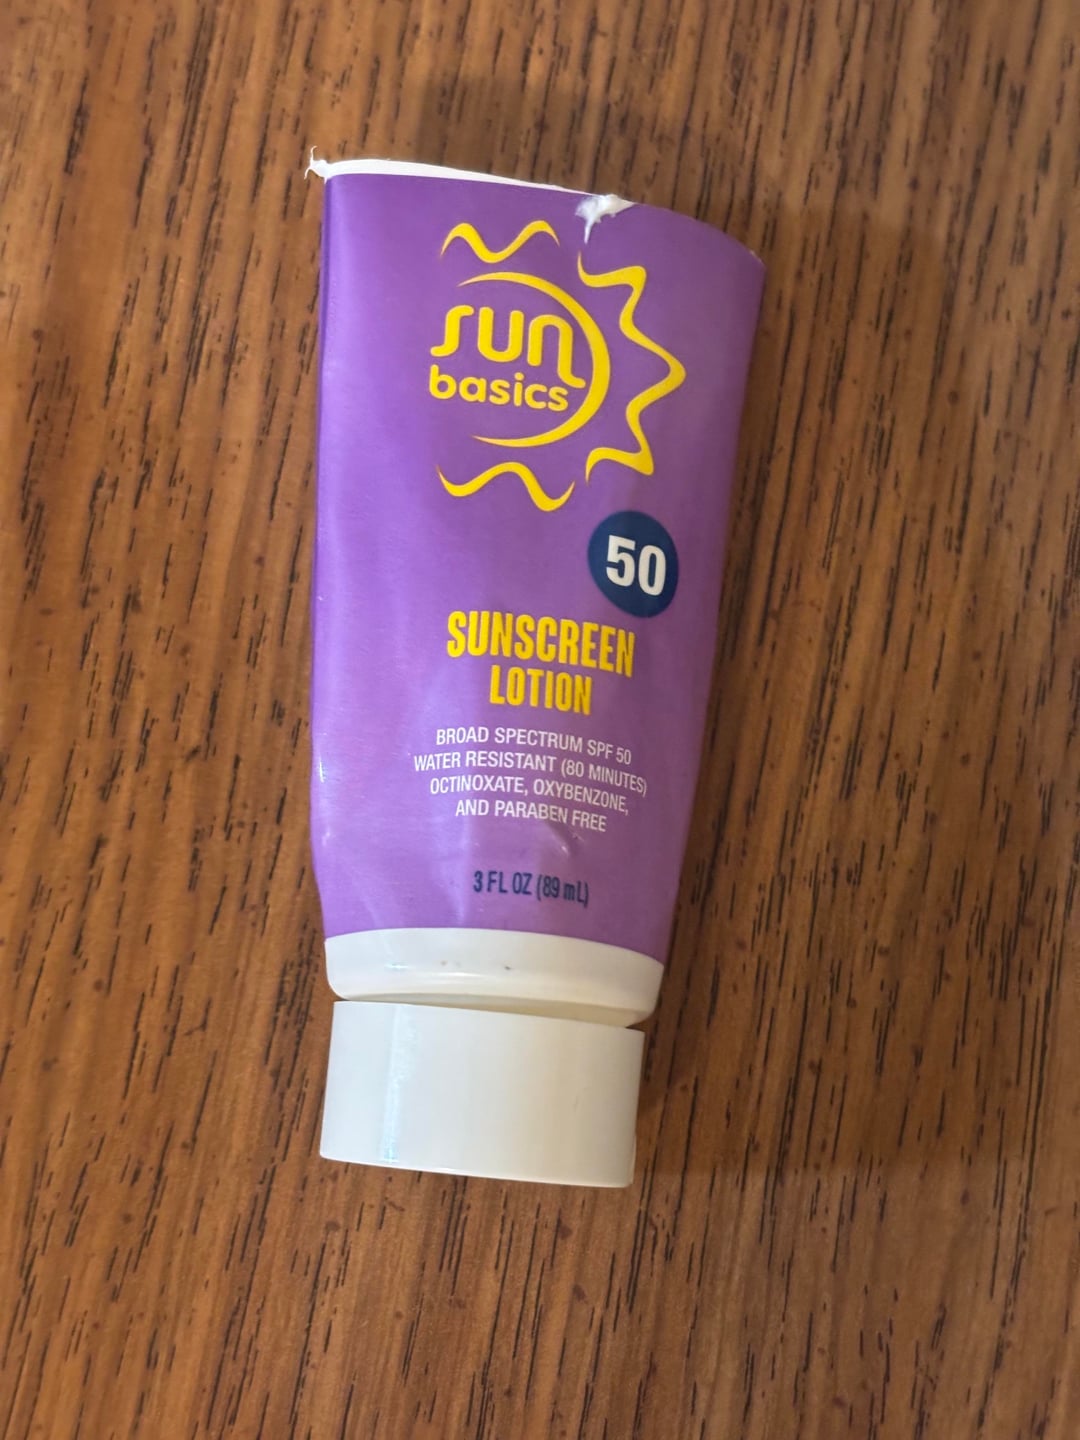 sun
basics
50
SUNSCREEN
LOTION
BROAD SPECTRUM SPF 50
WATER RESISTANT (80 MINUTES)
OCTINOXATE, OXYBENZONE,
AND PARABEN FREE
3 FL OZ (89 mL)